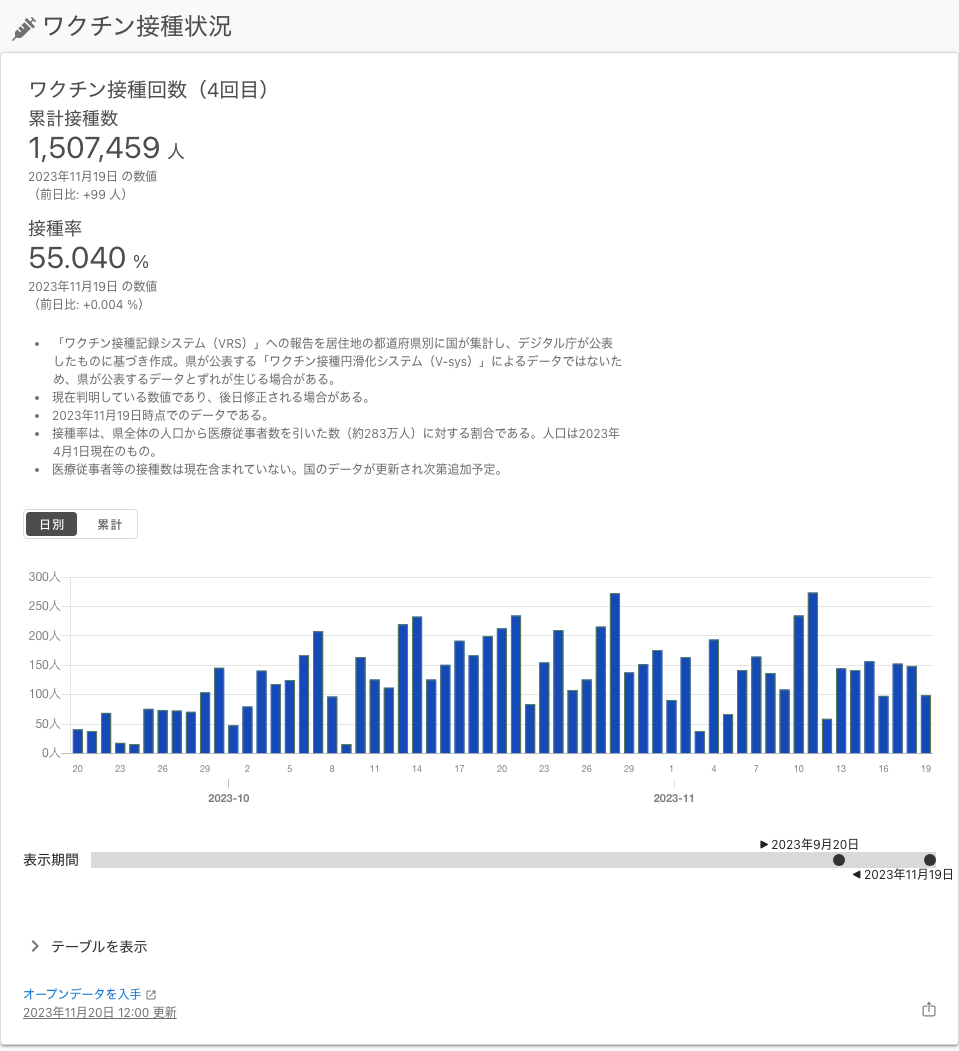 ワクチン接種状況
ワクチン接種回数（4回目）
累計接種数
1,507,459 人
2023年11月19日 の数値
（前日比: +99 人）
接種率
55.040 %
2023年11月19日 の数値
（前日比: +0.004 %）
• 「ワクチン接種記録システム（VRS）」への報告を居住地の都道府県別に国が集計し、デジタル庁が公表
したものに基づき作成。県が公表する「ワクチン接種円滑化システム（V-sys）」によるデータではないた
め、県が公表するデータとずれが生じる場合がある。
• 現在判明している数値であり、後日修正される場合がある。
• 2023年11月19日時点でのデータである。
• 接種率は、県全体の人口から医療従事者数を引いた数（約283万人）に対する割合である。人口は2023年
4月1日現在のもの。
• 医療従事者等の接種数は現在含まれていない。国のデータが更新され次第追加予定。
日別 累計
300人
250人
200人
150人
100人
50人
0人
20 23 26 29 2 5 8 11 14 17 20 23 26 29 1 4 7 10 13 16 19
2023-10 2023-11
▶ 2023年9月20日
表示期間
◀ 2023年11月19日
テーブルを表示
オープンデータを入手
2023年11月20日 12:00 更新